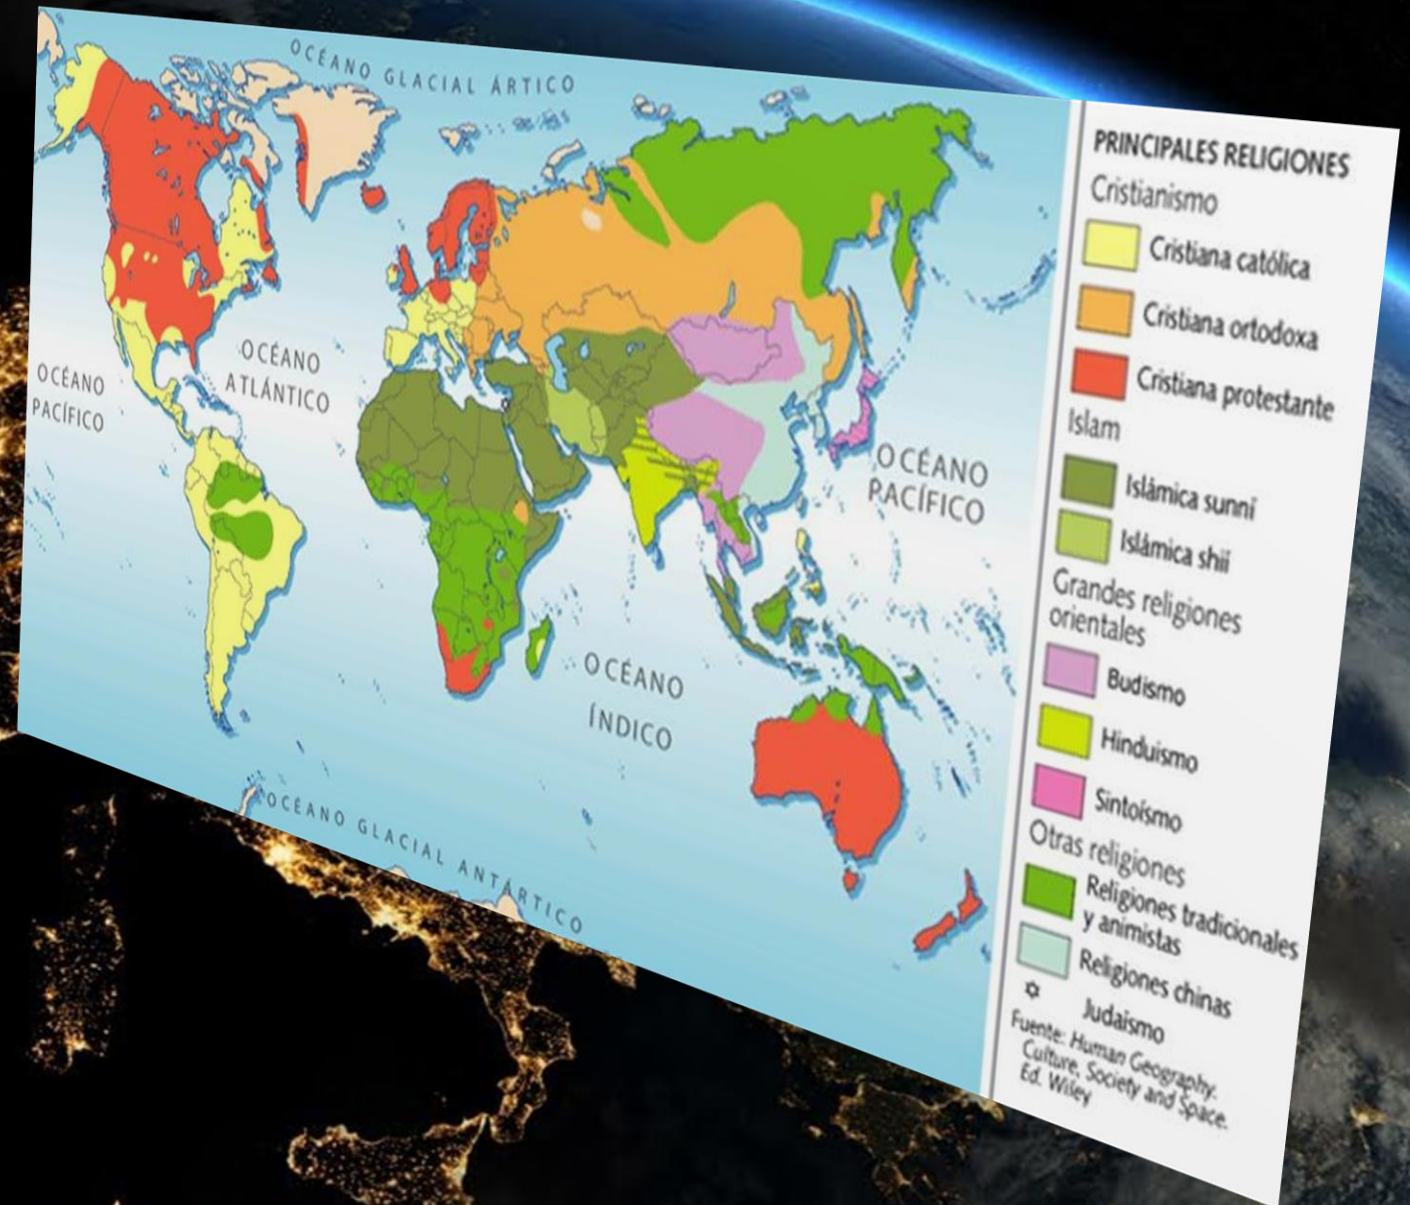 OCÉANO GLACIAL ÁRTICO
OCÉANO
ATLÁNTICO
OCÉANO
PACÍFICO
OCÉANO
PACÍFICO
OCÉANO
ÍNDICO
OCÉANO GLACIAL ANTÁRTICO
PRINCIPALES RELIGIONES
Cristianismo
Cristiana católica
Cristiana ortodoxa
Cristiana protestante
Islam
Islámica sunní
Islámica shií
Grandes religiones
orientales
Budismo
Hinduismo
Sintoísmo
Otras religiones
Religiones tradicionales
y animistas
Religiones chinas
Judaísmo
Fuente: Human Geography.
Culture, Society and Space.
Ed. Wiley